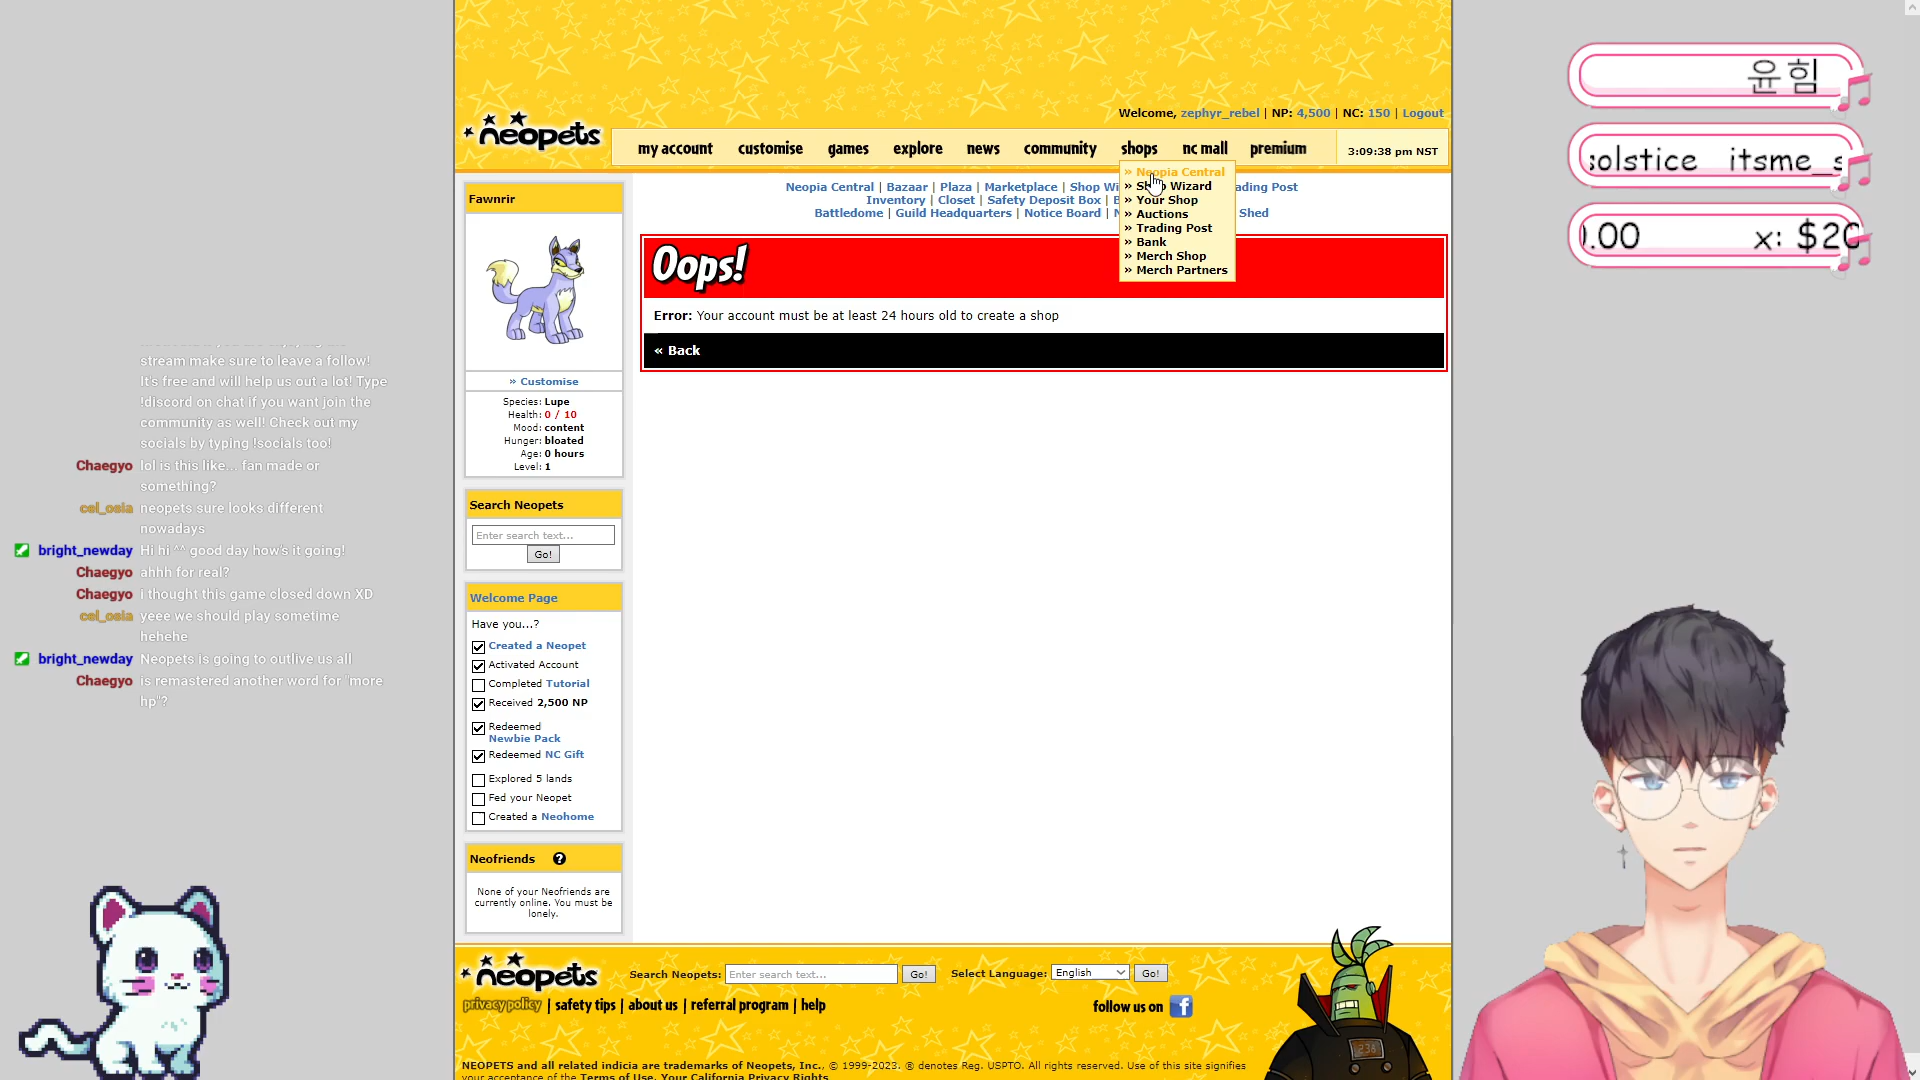 Welcome, zephyr_rebel | NP: 4,500 | NC: 150 | Logout
neopets
my account customise games explore news community shops nc mall premium 3:09:38 pm NST
» Neopia Central
» Shop Wizard
» Your Shop
» Auctions
» Trading Post
» Bank
» Merch Shop
» Merch Partners
Neopia Central | Bazaar | Plaza | Marketplace | Shop Wi ading Post
Inventory | Closet | Safety Deposit Box |
Battledome | Guild Headquarters | Notice Board | Shed
Oops!
Error: Your account must be at least 24 hours old to create a shop
« Back
Fawnrir
» Customise
Species: Lupe
Health: 0 / 10
Mood: content
Hunger: bloated
Age: 0 hours
Level: 1
Search Neopets
Enter search text...
Go!
Welcome Page
Have you...?
Created a Neopet
Activated Account
Completed Tutorial
Received 2,500 NP
Redeemed
Newbie Pack
Redeemed NC Gift
Explored 5 lands
Fed your Neopet
Created a Neohome
Neofriends ?
None of your Neofriends are
currently online. You must be
lonely.
stream make sure to leave a follow!
It's free and will help us out a lot! Type
!discord on chat if you want join the
community as well! Check out my
socials by typing !socials too!
Chaegyo lol is this like... fan made or
something?
cel_osia neopets sure looks different
nowadays
bright_newday Hi hi ^^ good day how's it going!
Chaegyo ahhh for real?
Chaegyo i thought this game closed down XD
cel_osia yeee we should play sometime
hehehe
bright_newday Neopets is going to outlive us all
Chaegyo is remastered another word for "more
hp"?
윤힘
solstice itsme_s
).00 x: $20
neopets
Search Neopets: Enter search text... Go! Select Language: English Go!
privacy policy | safety tips | about us | referral program | help
follow us on f
236
NEOPETS and all related indicia are trademarks of Neopets, Inc., © 1999-2023. ® denotes Reg. USPTO. All rights reserved. Use of this site signifies
your acceptance of the Terms of Use. Your California Privacy Rights